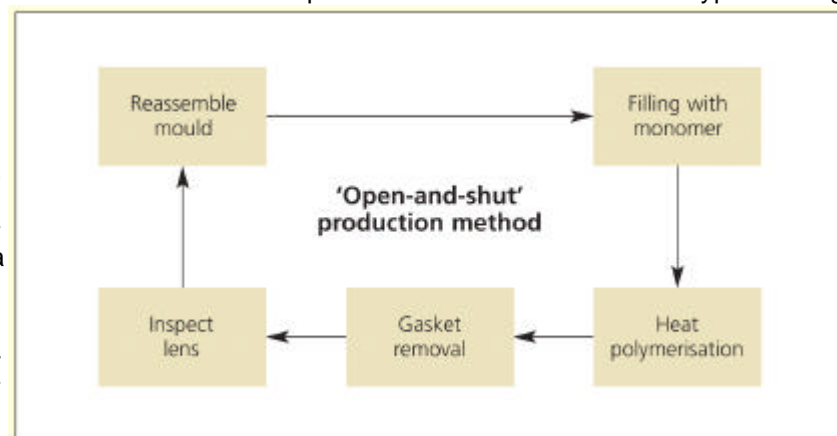 Reassemble
mould
Filling with
monomer
'Open-and-shut'
production method
Inspect
lens
Gasket
removal
Heat
polymerisation
a